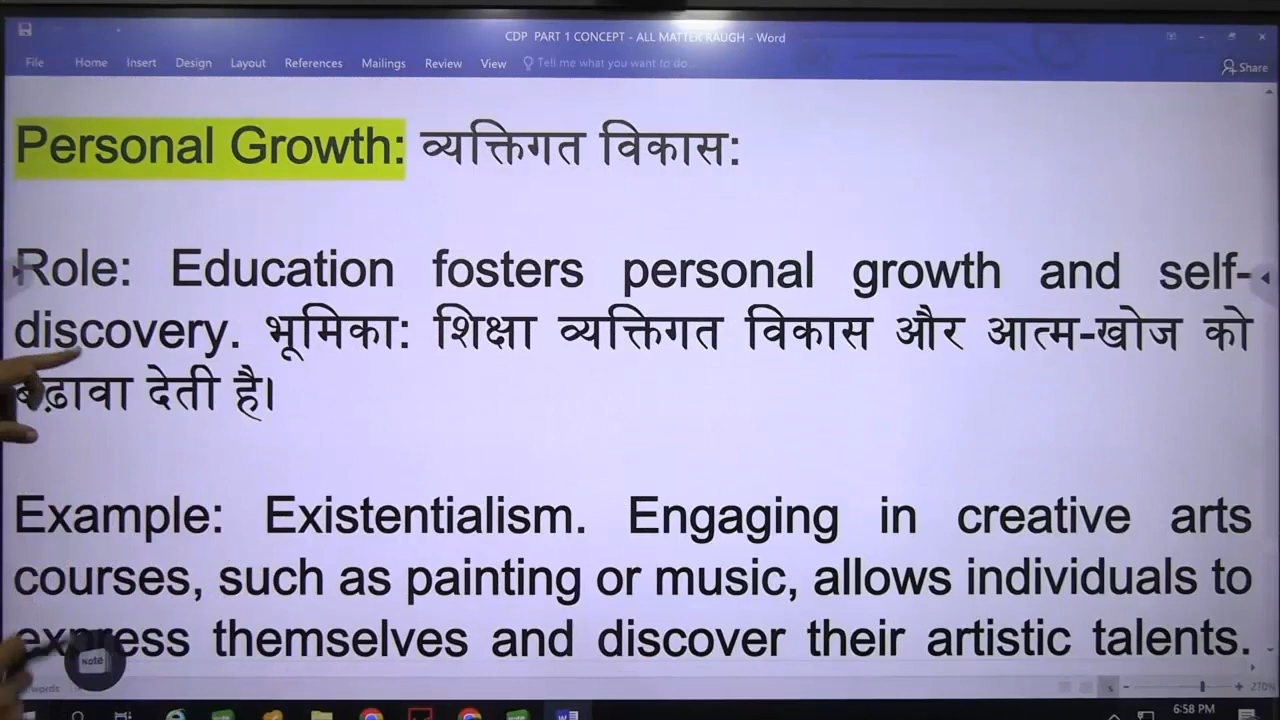 CDP PART 1 CONCEPT - ALL MATTER RAUGH - Word
File Home Insert Design Layout References Mailings Review View Tell me what you want to do... Share
Personal Growth: व्यक्तिगत विकास:
Role: Education fosters personal growth and self-
discovery. भूमिका: शिक्षा व्यक्तिगत विकास और आत्म-खोज को
बढ़ावा देती है।
Example: Existentialism. Engaging in creative arts
courses, such as painting or music, allows individuals to
express themselves and discover their artistic talents.
Note
words 270%
6:58 PM